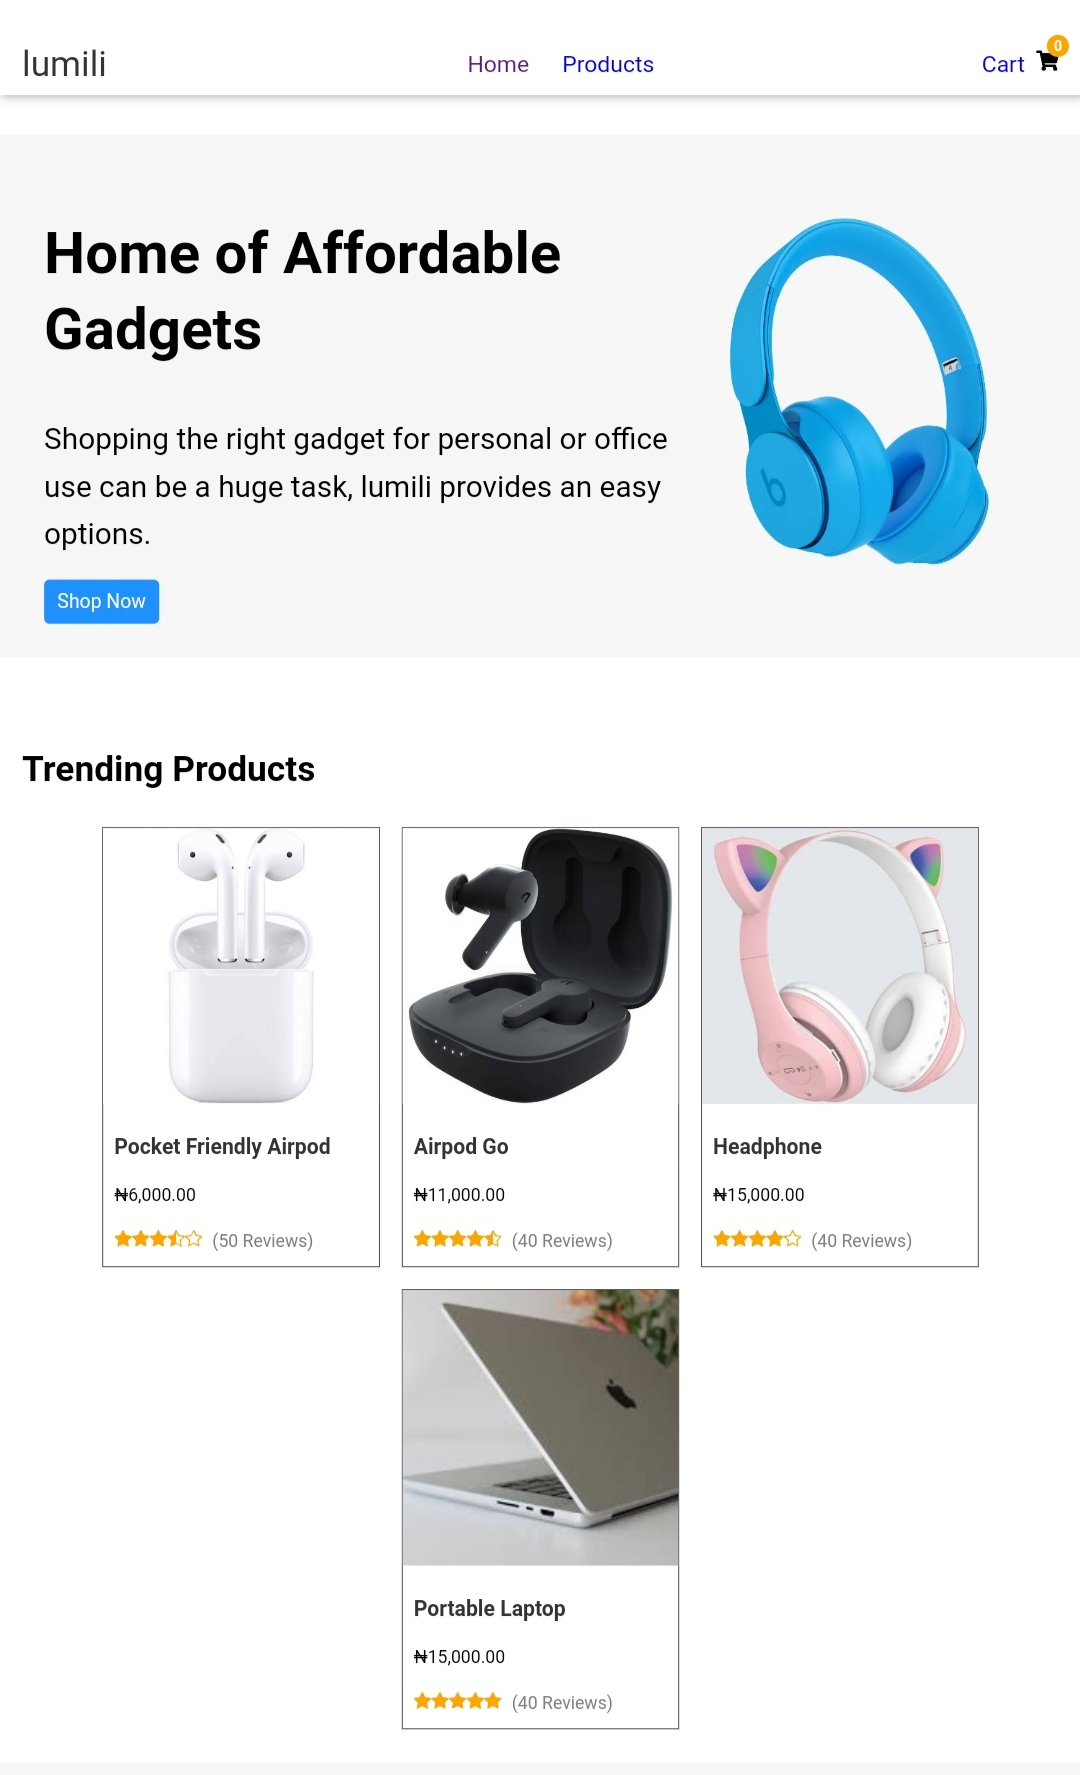 lumili
Home
Products
Cart
0
Home of Affordable
Gadgets
Shopping the right gadget for personal or office
use can be a huge task, lumili provides an easy
options.
Shop Now
b
Trending Products
Pocket Friendly Airpod
₦6,000.00
(50 Reviews)
Airpod Go
₦11,000.00
(40 Reviews)
Headphone
₦15,000.00
(40 Reviews)
Portable Laptop
₦15,000.00
(40 Reviews)